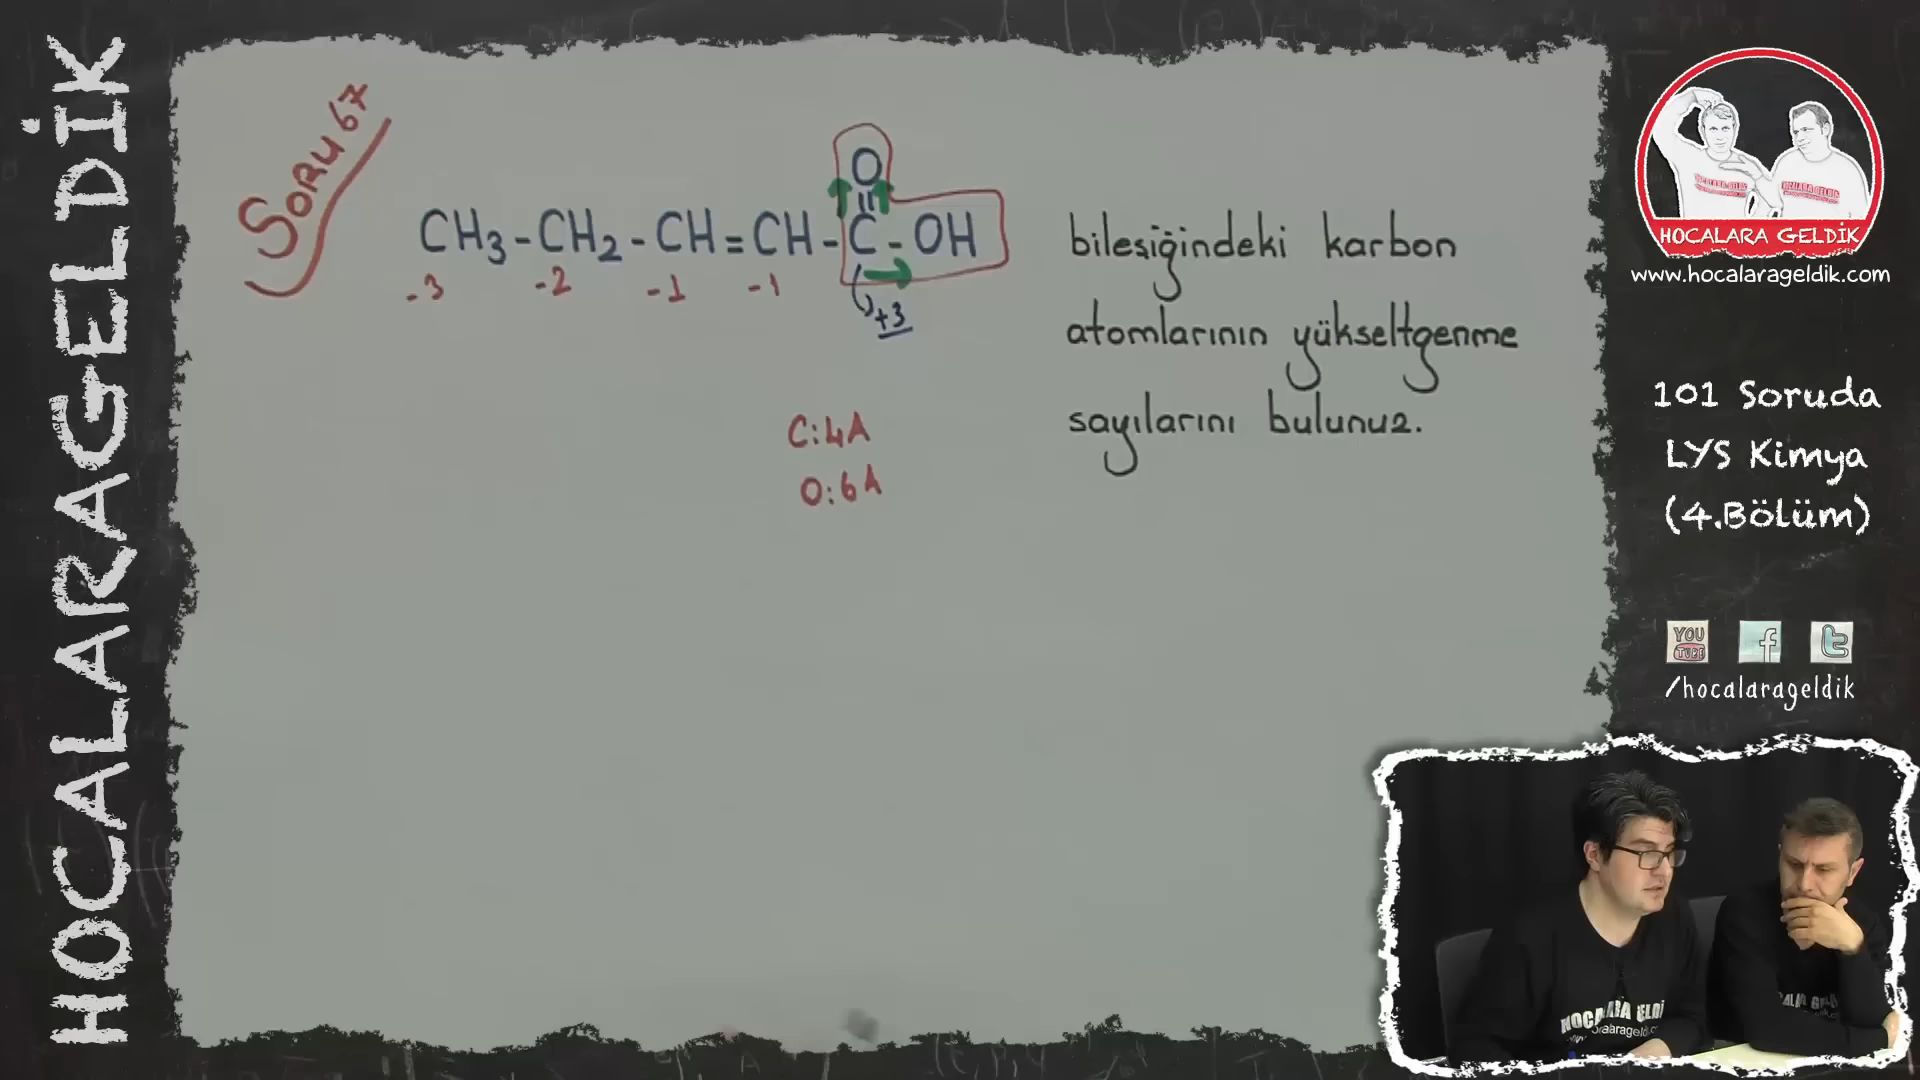 HOCALARAGELDİK
SORU 67
O
CH3-CH2-CH=CH-C-OH
-3 -2 -1 -1
+3
C:4A
O:6A
bileşiğindeki karbon
atomlarının yükseltgenme
sayılarını bulunuz.
HOCALARA GELDİK
www.hocalarageldik.com
101 Soruda
LYS Kimya
(4.Bölüm)
YOU
TUBE
f
t
/hocalarageldik